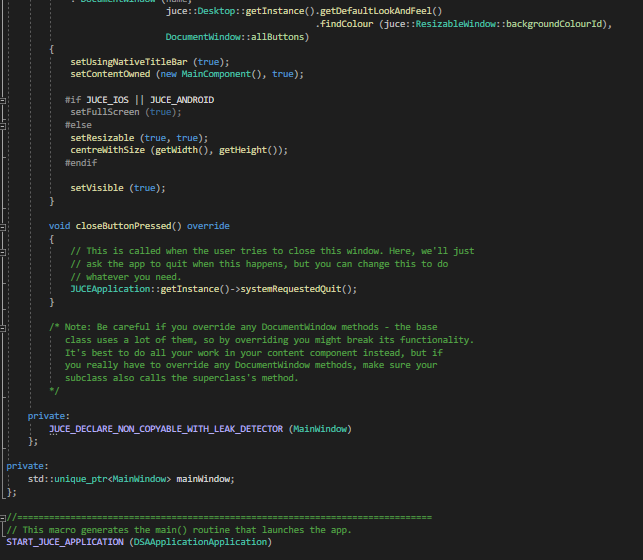 : DocumentWindow (name,
juce::Desktop::getInstance().getDefaultLookAndFeel()
.findColour (juce::ResizableWindow::backgroundColourId),
DocumentWindow::allButtons)
{
setUsingNativeTitleBar (true);
setContentOwned (new MainComponent(), true);
#if JUCE_IOS || JUCE_ANDROID
setFullScreen (true);
#else
setResizable (true, true);
centreWithSize (getWidth(), getHeight());
#endif
setVisible (true);
}
void closeButtonPressed() override
{
// This is called when the user tries to close this window. Here, we'll just
// ask the app to quit when this happens, but you can change this to do
// whatever you need.
JUCEApplication::getInstance()->systemRequestedQuit();
}
/* Note: Be careful if you override any DocumentWindow methods - the base
class uses a lot of them, so by overriding you might break its functionality.
It's best to do all your work in your content component instead, but if
you really have to override any DocumentWindow methods, make sure your
subclass also calls the superclass's method.
*/
private:
JUCE_DECLARE_NON_COPYABLE_WITH_LEAK_DETECTOR (MainWindow)
};
private:
std::unique_ptr<MainWindow> mainWindow;
};
//==============================================================================
// This macro generates the main() routine that launches the app.
START_JUCE_APPLICATION (DSAApplicationApplication)